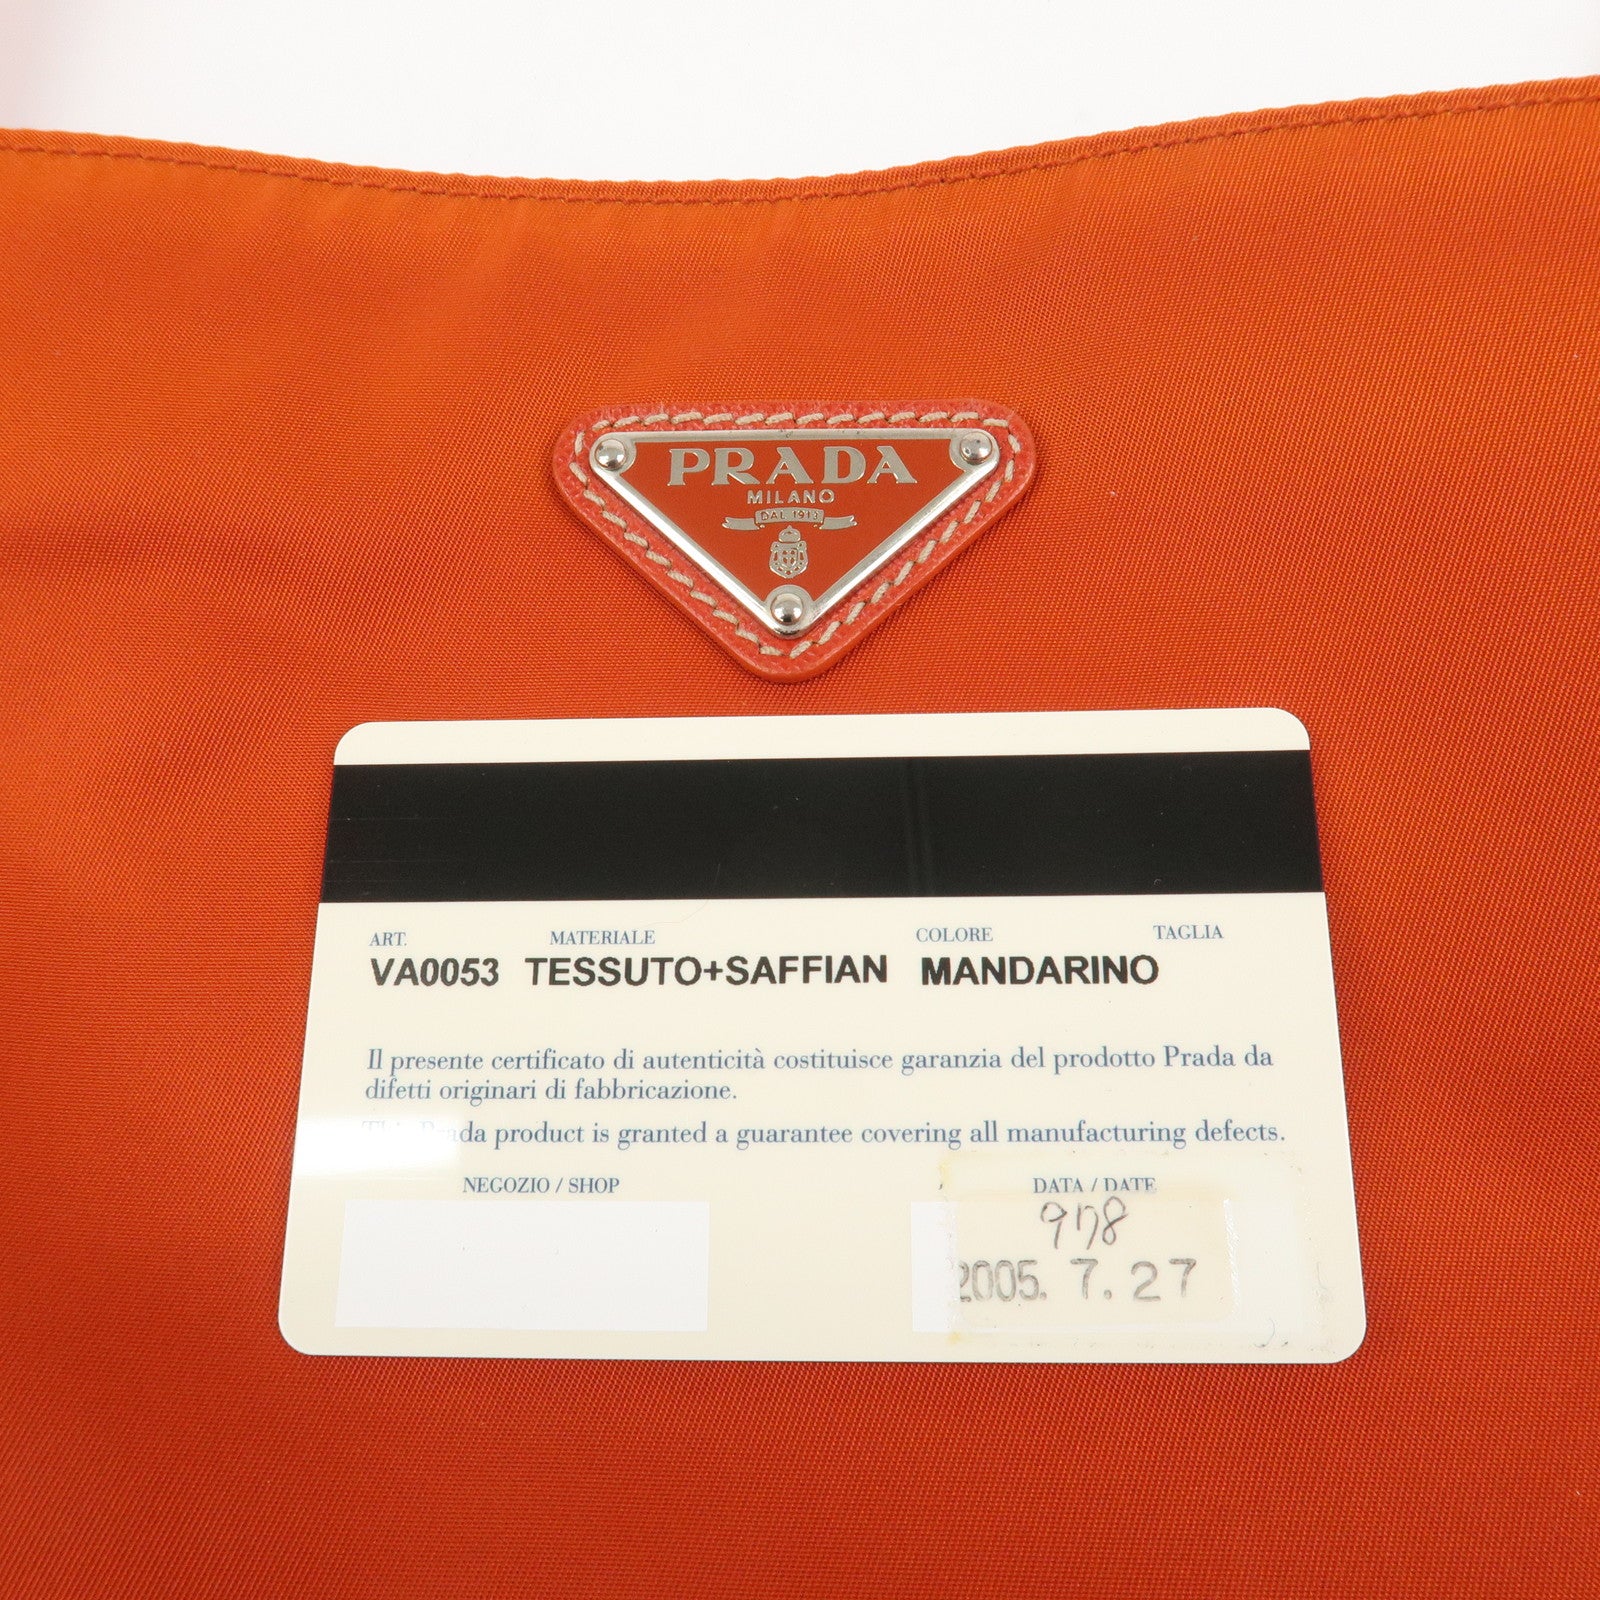 PRADA
MILANO
DAL 1913
ART. MATERIALE COLORE TAGLIA
VA0053 TESSUTO+SAFFIAN MANDARINO
Il presente certificato di autenticità costituisce garanzia del prodotto Prada da
difetti originari di fabbricazione.
This Prada product is granted a guarantee covering all manufacturing defects.
NEGOZIO / SHOP DATA / DATE
978
2005. 7. 27